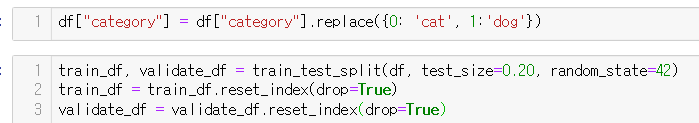 1 df["category"] = df["category"].replace({0: 'cat', 1:'dog'})
:
1 train_df, validate_df = train_test_split(df, test_size=0.20, random_state=42)
2 train_df = train_df.reset_index(drop=True)
3 validate_df = validate_df.reset_index(drop=True)